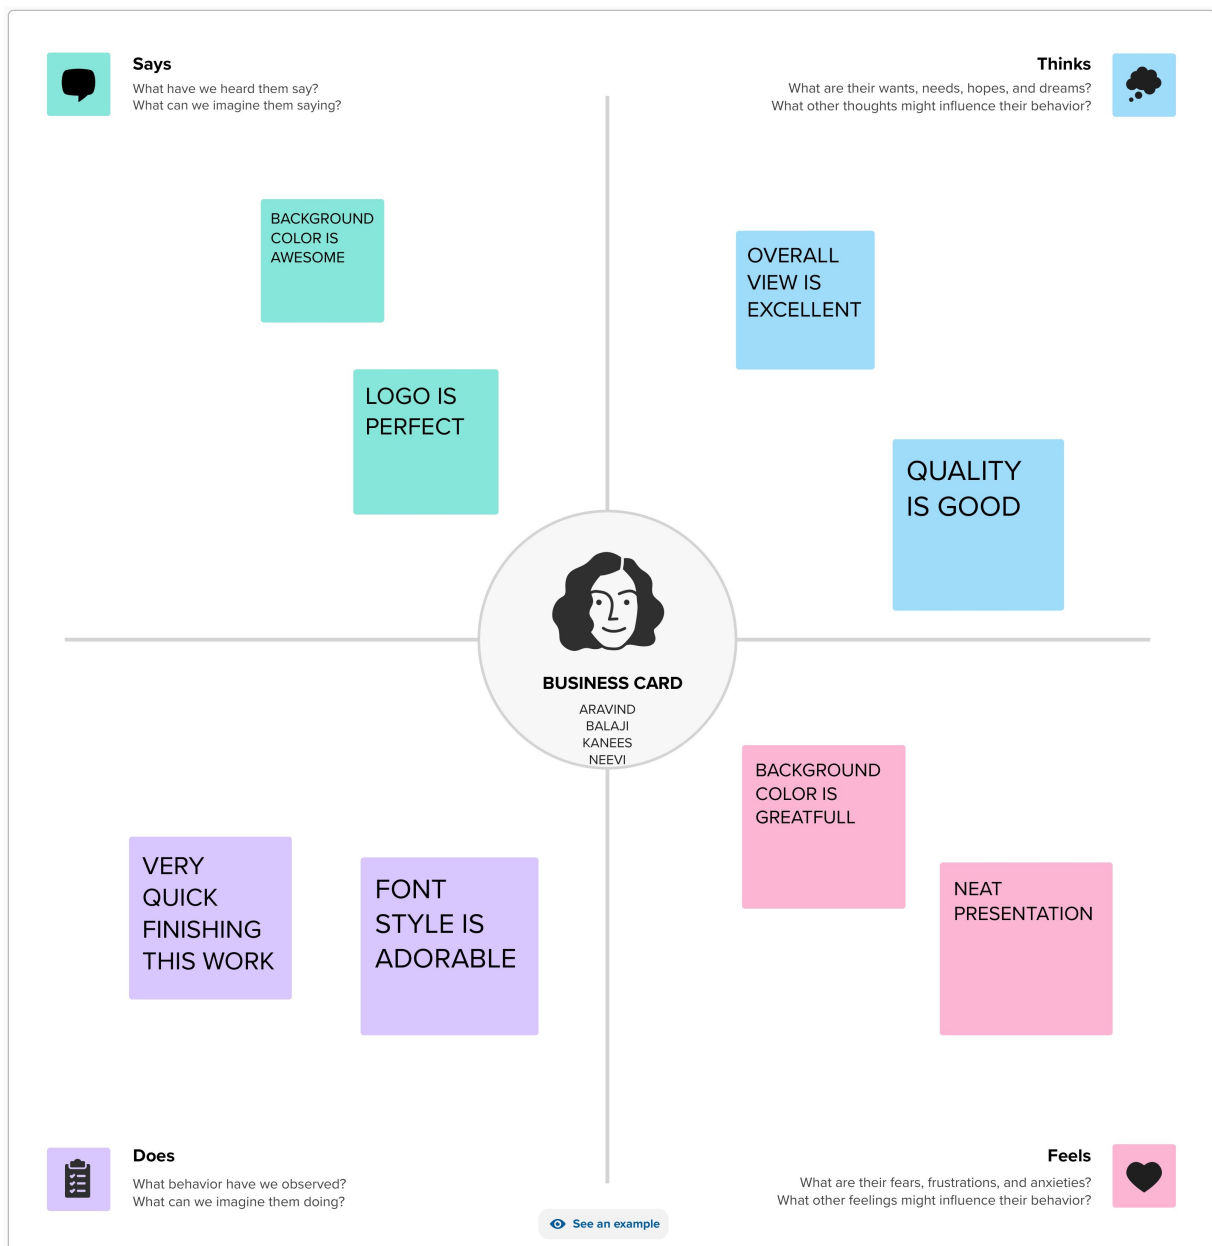 Says
What have we heard them say?
What can we imagine them saying?
Thinks
What are their wants, needs, hopes, and dreams?
What other thoughts might influence their behavior?
BACKGROUND
COLOR IS
AWESOME
LOGO IS
PERFECT
OVERALL
VIEW IS
EXCELLENT
QUALITY
IS GOOD
BUSINESS CARD
ARAVIND
BALAJI
KANEES
NEEVI
VERY
QUICK
FINISHING
THIS WORK
FONT
STYLE IS
ADORABLE
BACKGROUND
COLOR IS
GREATFULL
NEAT
PRESENTATION
Does
What behavior have we observed?
What can we imagine them doing?
Feels
What are their fears, frustrations, and anxieties?
What other feelings might influence their behavior?
See an example